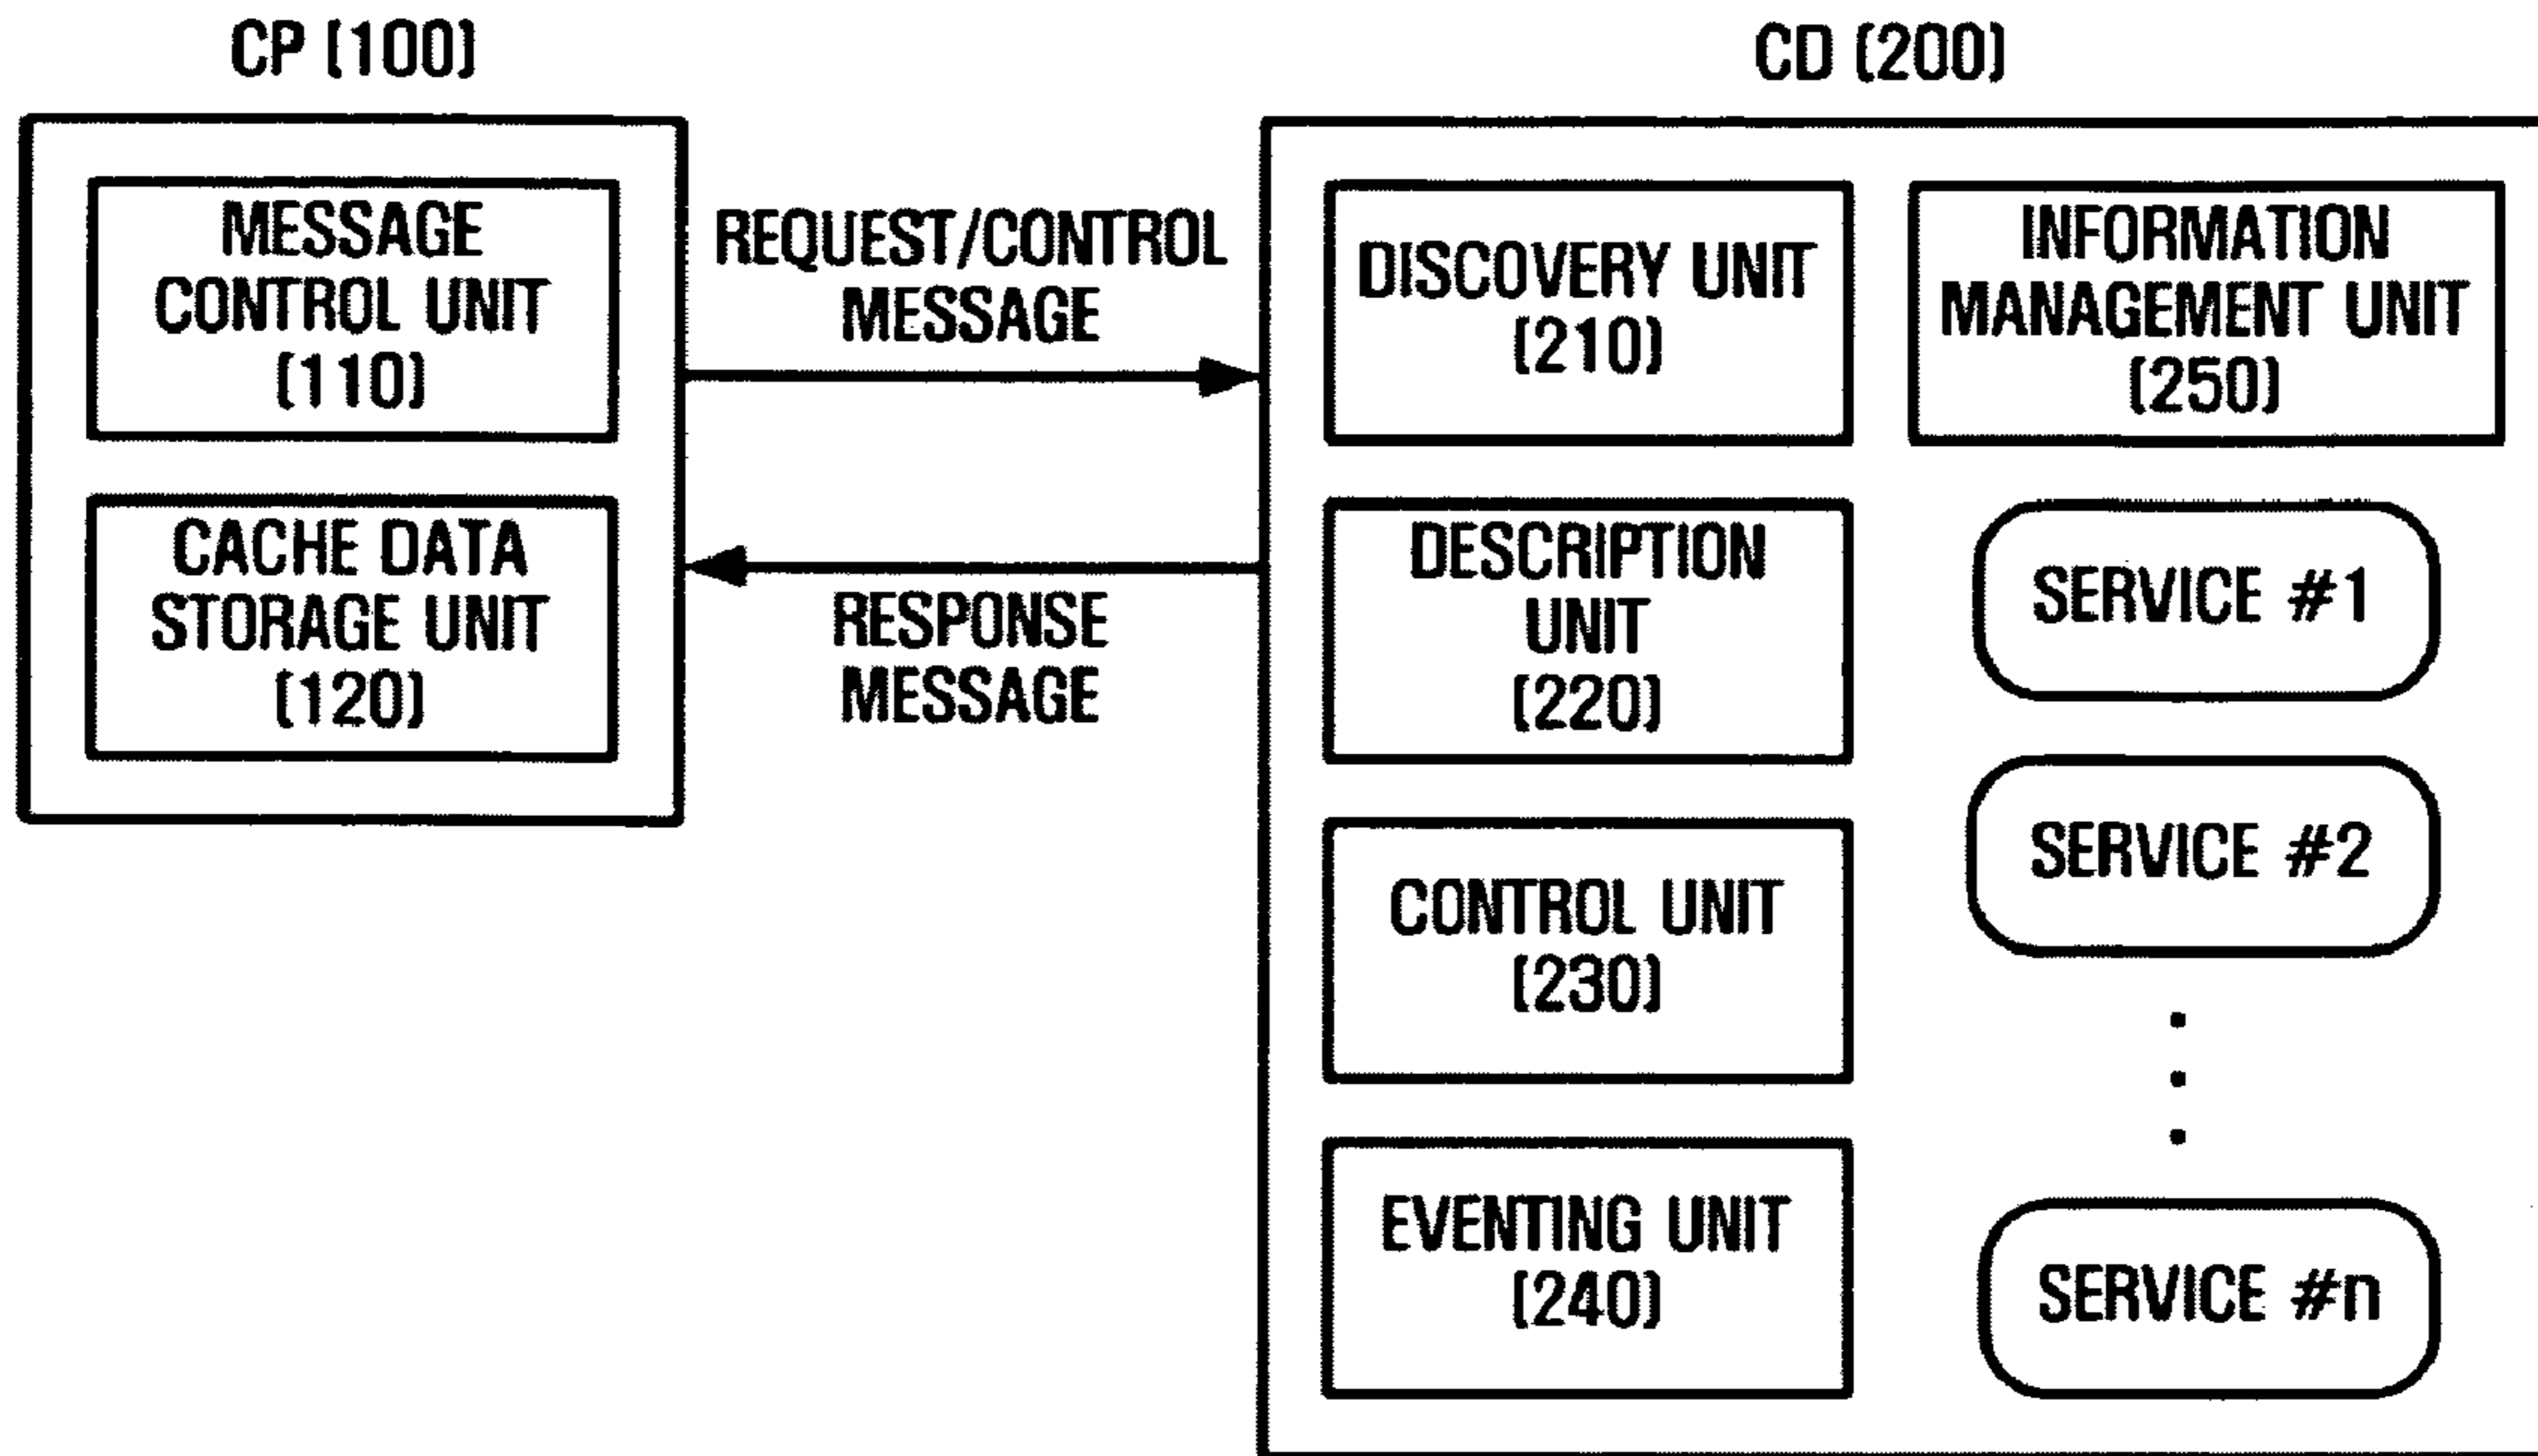 CP (100)
MESSAGE
CONTROL UNIT
(110)
CACHE DATA
STORAGE UNIT
(120)
REQUEST/CONTROL
MESSAGE
RESPONSE
MESSAGE
CD (200)
DISCOVERY UNIT
(210)
DESCRIPTION
UNIT
(220)
CONTROL UNIT
(230)
EVENTING UNIT
(240)
INFORMATION
MANAGEMENT UNIT
(250)
SERVICE #1
SERVICE #2
SERVICE #n